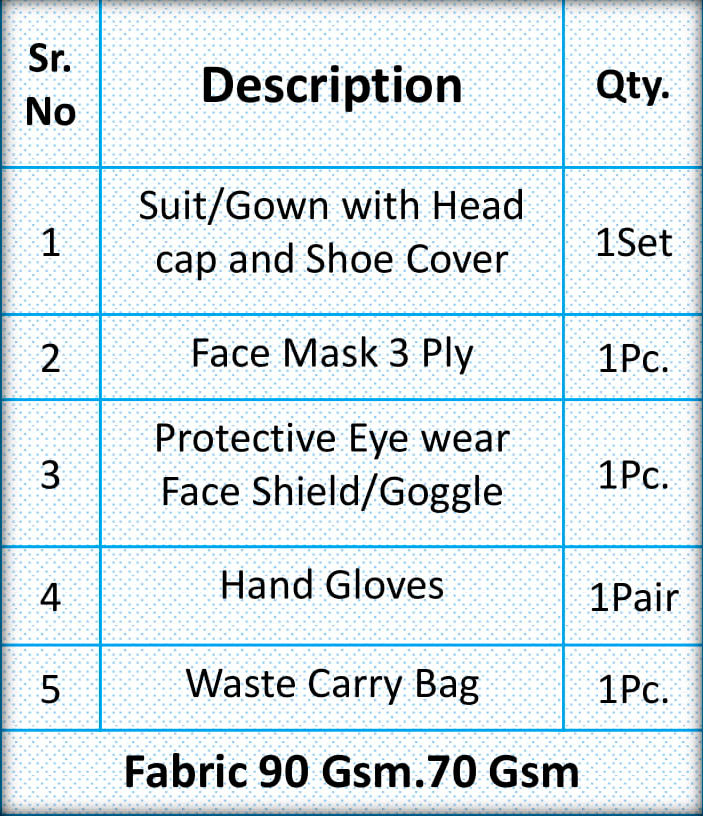 Sr.
No
Description
Qty.
1
Suit/Gown with Head
cap and Shoe Cover
1Set
2
Face Mask 3 Ply
1Pc.
3
Protective Eye wear
Face Shield/Goggle
1Pc.
4
Hand Gloves
1Pair
5
Waste Carry Bag
1Pc.
Fabric 90 Gsm.70 Gsm